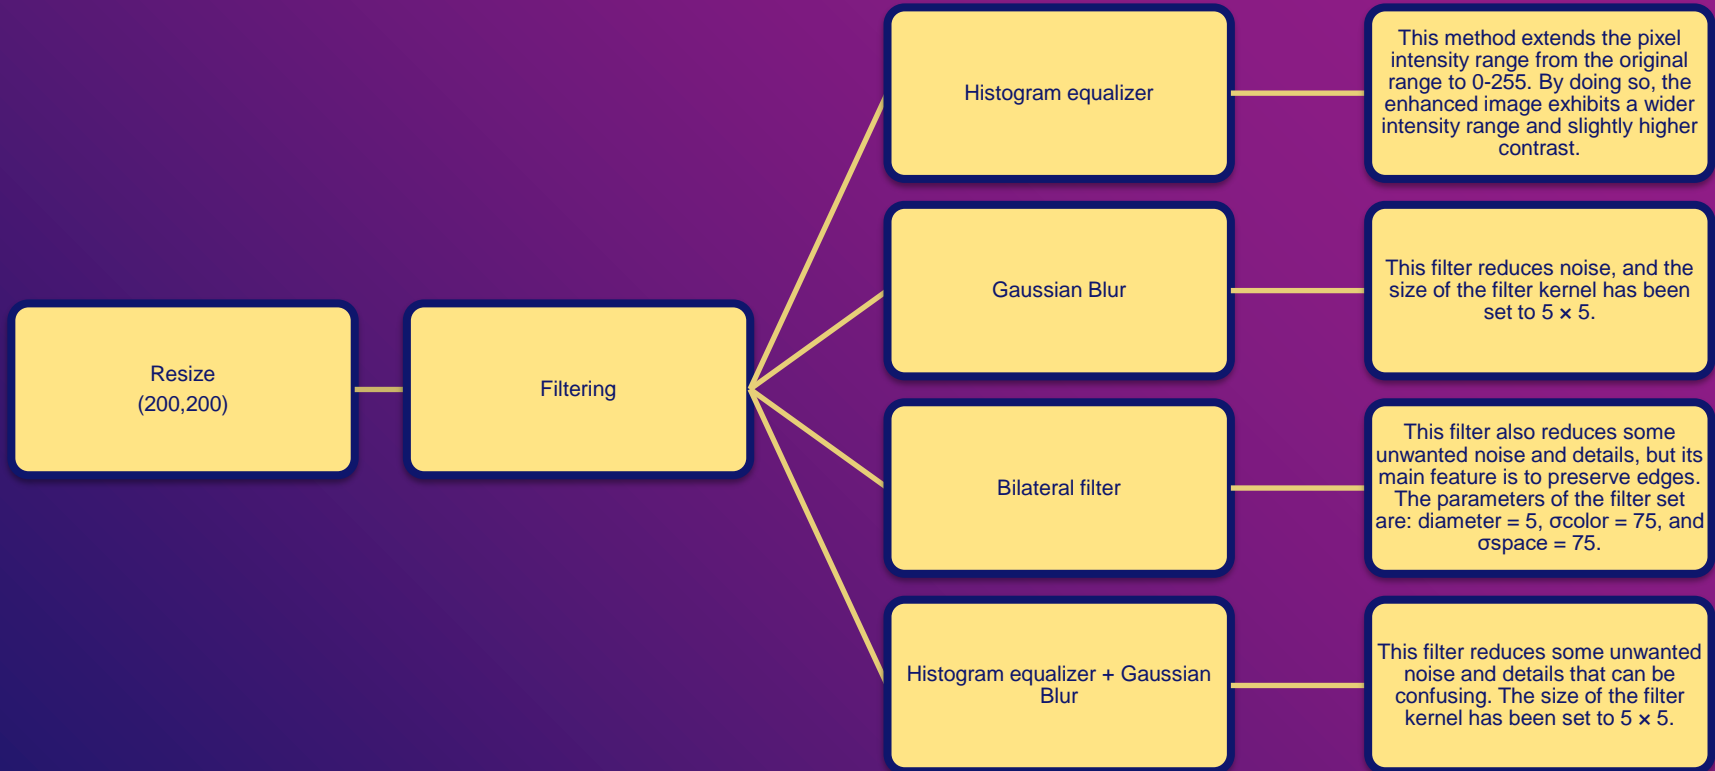 Resize
(200,200)
Filtering
Histogram equalizer
This method extends the pixel
intensity range from the original
range to 0-255. By doing so, the
enhanced image exhibits a wider
intensity range and slightly higher
contrast.
Gaussian Blur
This filter reduces noise, and the
size of the filter kernel has been
set to 5 × 5.
Bilateral filter
This filter also reduces some
unwanted noise and details, but its
main feature is to preserve edges.
The parameters of the filter set
are: diameter = 5, σcolor = 75, and
σspace = 75.
Histogram equalizer + Gaussian
Blur
This filter reduces some unwanted
noise and details that can be
confusing. The size of the filter
kernel has been set to 5 × 5.